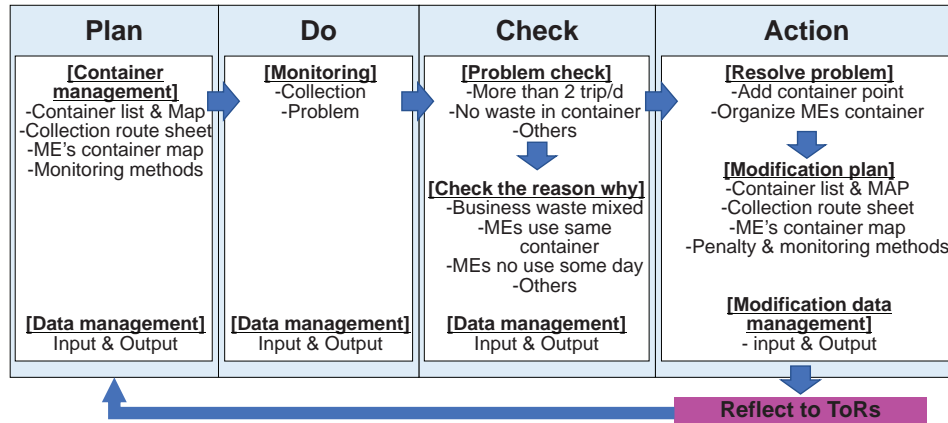 Plan
[Container
management]
-Container list & Map
-Collection route sheet
-ME's container map
-Monitoring methods
[Data management]
Input & Output
Do
[Monitoring]
-Collection
-Problem
[Data management]
Input & Output
Check
[Problem check]
-More than 2 trip/d
-No waste in container
-Others
[Check the reason why]
-Business waste mixed
-MEs use same
container
-MEs no use some day
-Others
[Data management]
Input & Output
Action
[Resolve problem]
-Add container point
-Organize MEs container
[Modification plan]
-Container list & MAP
-Collection route sheet
-ME's container map
-Penalty & monitoring methods
[Modification data
management]
- input & Output
Reflect to ToRs